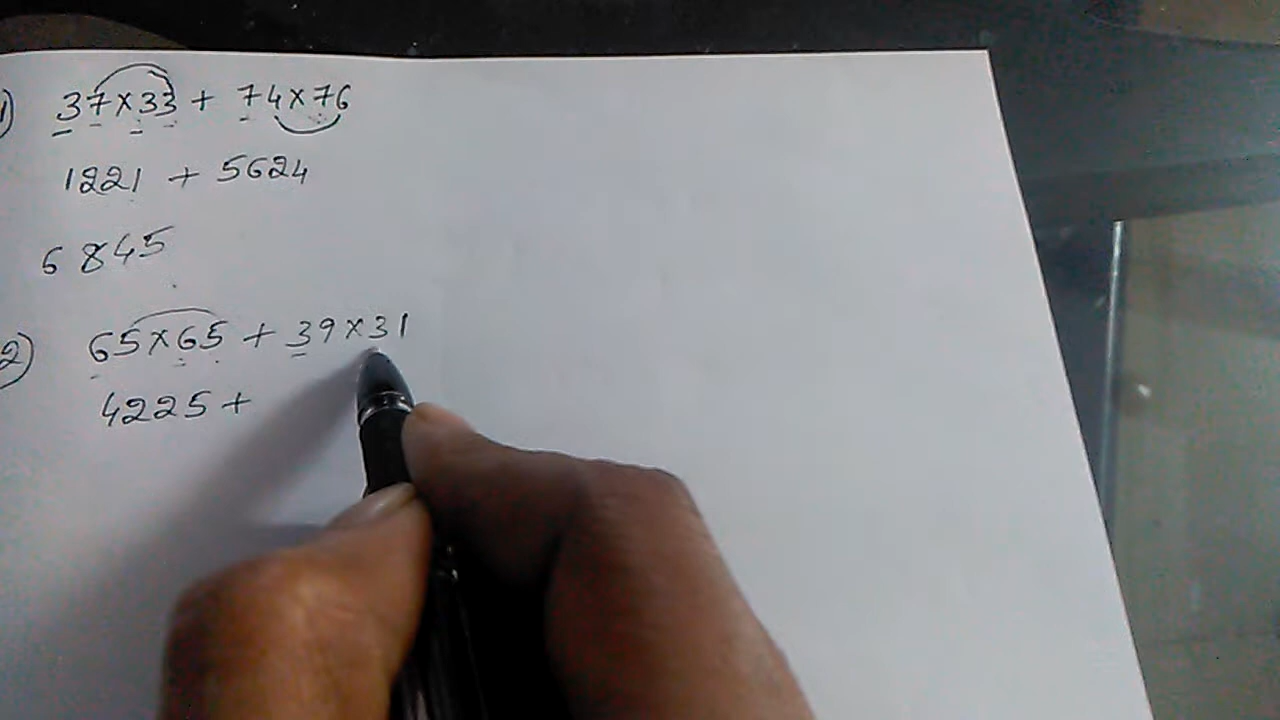 1) 37×33 + 74×76
1221 + 5624
6845
2) 65×65 + 39×31
4225 +